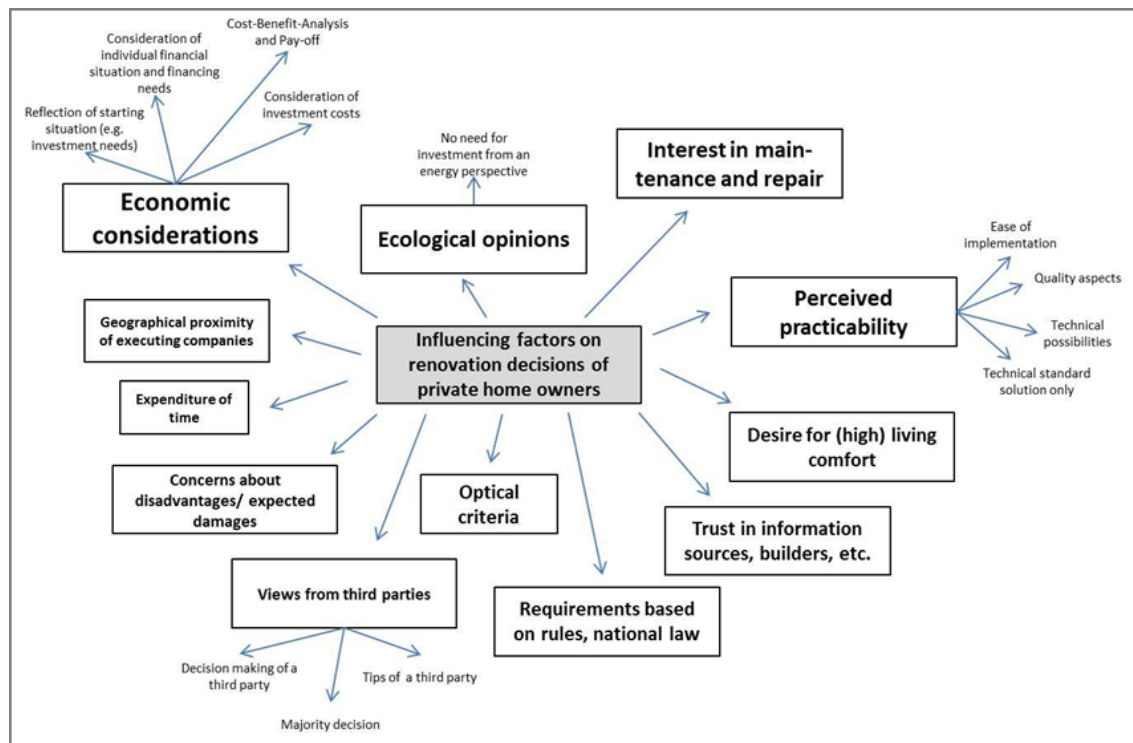 Cost-Benefit-Analysis
and Pay-off
Consideration of
individual financial
situation and financing
needs
Reflection of starting
situation (e.g.
investment needs)
Consideration of
investment costs
Economic
considerations
No need for
investment from an
energy perspective
Ecological opinions
Interest in main-
tenance and repair
Ease of
implementation
Quality aspects
Technical
possibilities
Technical standard
solution only
Perceived
practicability
Geographical proximity
of executing companies
Influencing factors on
renovation decisions of
private home owners
Expenditure of
time
Desire for (high) living
comfort
Concerns about
disadvantages/ expected
damages
Optical
criteria
Trust in information
sources, builders, etc.
Views from third parties
Requirements based
on rules, national law
Decision making of a
third party
Tips of a third party
Majority decision